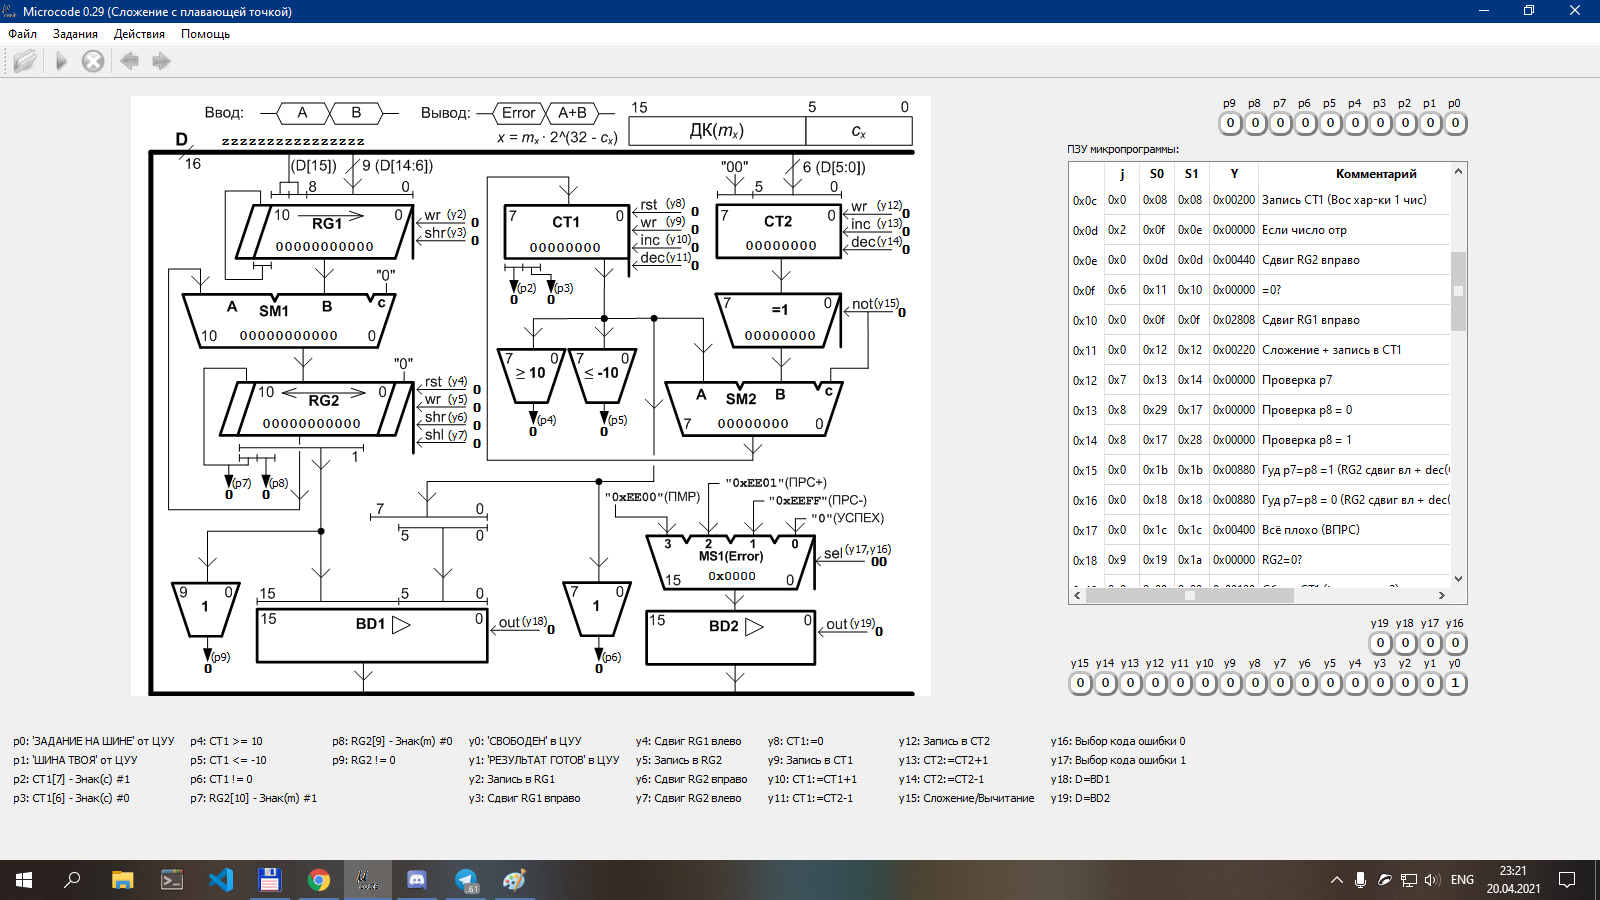 Microcode 0.29 (Сложение с плавающей точкой)
Файл Задания Действия Помощь
Ввод: A B Вывод: Error A+B 15 5 0
ДК(mₓ) cₓ
x = mₓ · 2^(32 - cₓ)
D zzzzzzzzzzzzzzzz
16 (D[15]) 9 (D[14:6]) "00" 6 (D[5:0])
8 0 5 0
10 0 RG1 00000000000
wr (y2) 0
shr (y3) 0
7 0 CT1 00000000
rst (y8) 0
wr (y9) 0
inc (y10) 0
dec (y11) 0
(p2) 0 (p3) 0
7 0 CT2 00000000
wr (y12) 0
inc (y13) 0
dec (y14) 0
"0"
A B c SM1
10 00000000000 0
7 0 =1 00000000
not (y15) 0
7 0 ≥ 10 (p4) 0
7 0 ≤ -10 (p5) 0
A B c SM2
7 00000000 0
"0"
10 0 RG2 00000000000
rst (y4) 0
wr (y5) 0
shr (y6) 0
shl (y7) 0
1
(p7) 0 (p8) 0
7 0
5 0
"0xEE00"(ПМР) "0xEE01"(ПРС+) "0xEEFF"(ПРС-) "0"(УСПЕХ)
3 2 1 0
MS1(Error)
15 0x0000 0
sel (y17,y16) 00
9 0 1 (p9) 0
15 5 0
15 BD1 0
out (y18) 0
7 0 1 (p6) 0
15 BD2 0
out (y19) 0
p9 p8 p7 p6 p5 p4 p3 p2 p1 p0
0 0 0 0 0 0 0 0 0 0
ПЗУ микропрограммы:
j S0 S1 Y Комментарий
0x0c 0x0 0x08 0x08 0x00200 Запись CT1 (Вос хар-ки 1 чис)
0x0d 0x2 0x0f 0x0e 0x00000 Если число отр
0x0e 0x0 0x0d 0x0d 0x00440 Сдвиг RG2 вправо
0x0f 0x6 0x11 0x10 0x00000 =0?
0x10 0x0 0x0f 0x0f 0x02808 Сдвиг RG1 вправо
0x11 0x0 0x12 0x12 0x00220 Сложение + запись в CT1
0x12 0x7 0x13 0x14 0x00000 Проверка p7
0x13 0x8 0x29 0x17 0x00000 Проверка p8 = 0
0x14 0x8 0x17 0x28 0x00000 Проверка p8 = 1
0x15 0x0 0x1b 0x1b 0x00880 Гуд p7=p8 =1 (RG2 сдвиг вл + dec(
0x16 0x0 0x18 0x18 0x00880 Гуд p7=p8 = 0 (RG2 сдвиг вл + dec(
0x17 0x0 0x1c 0x1c 0x00400 Всё плохо (ВПРС)
0x18 0x9 0x19 0x1a 0x00000 RG2=0?
y19 y18 y17 y16
0 0 0 0
y15 y14 y13 y12 y11 y10 y9 y8 y7 y6 y5 y4 y3 y2 y1 y0
0 0 0 0 0 0 0 0 0 0 0 0 0 0 0 1
p0: 'ЗАДАНИЕ НА ШИНЕ' от ЦУУ p4: CT1 >= 10 p8: RG2[9] - Знак(m) #0 y0: 'СВОБОДЕН' в ЦУУ y4: Сдвиг RG1 влево y8: CT1:=0 y12: Запись в CT2 y16: Выбор кода ошибки 0
p1: 'ШИНА ТВОЯ' от ЦУУ p5: CT1 <= -10 p9: RG2 != 0 y1: 'РЕЗУЛЬТАТ ГОТОВ' в ЦУУ y5: Запись в RG2 y9: Запись в CT1 y13: CT2:=CT2+1 y17: Выбор кода ошибки 1
p2: CT1[7] - Знак(c) #1 p6: CT1 != 0 y2: Запись в RG1 y6: Сдвиг RG2 вправо y10: CT1:=CT1+1 y14: CT2:=CT2-1 y18: D=BD1
p3: CT1[6] - Знак(c) #0 p7: RG2[10] - Знак(m) #1 y3: Сдвиг RG1 вправо y7: Сдвиг RG2 влево y11: CT1:=CT2-1 y15: Сложение/Вычитание y19: D=BD2
61 ENG 23:21
20.04.2021